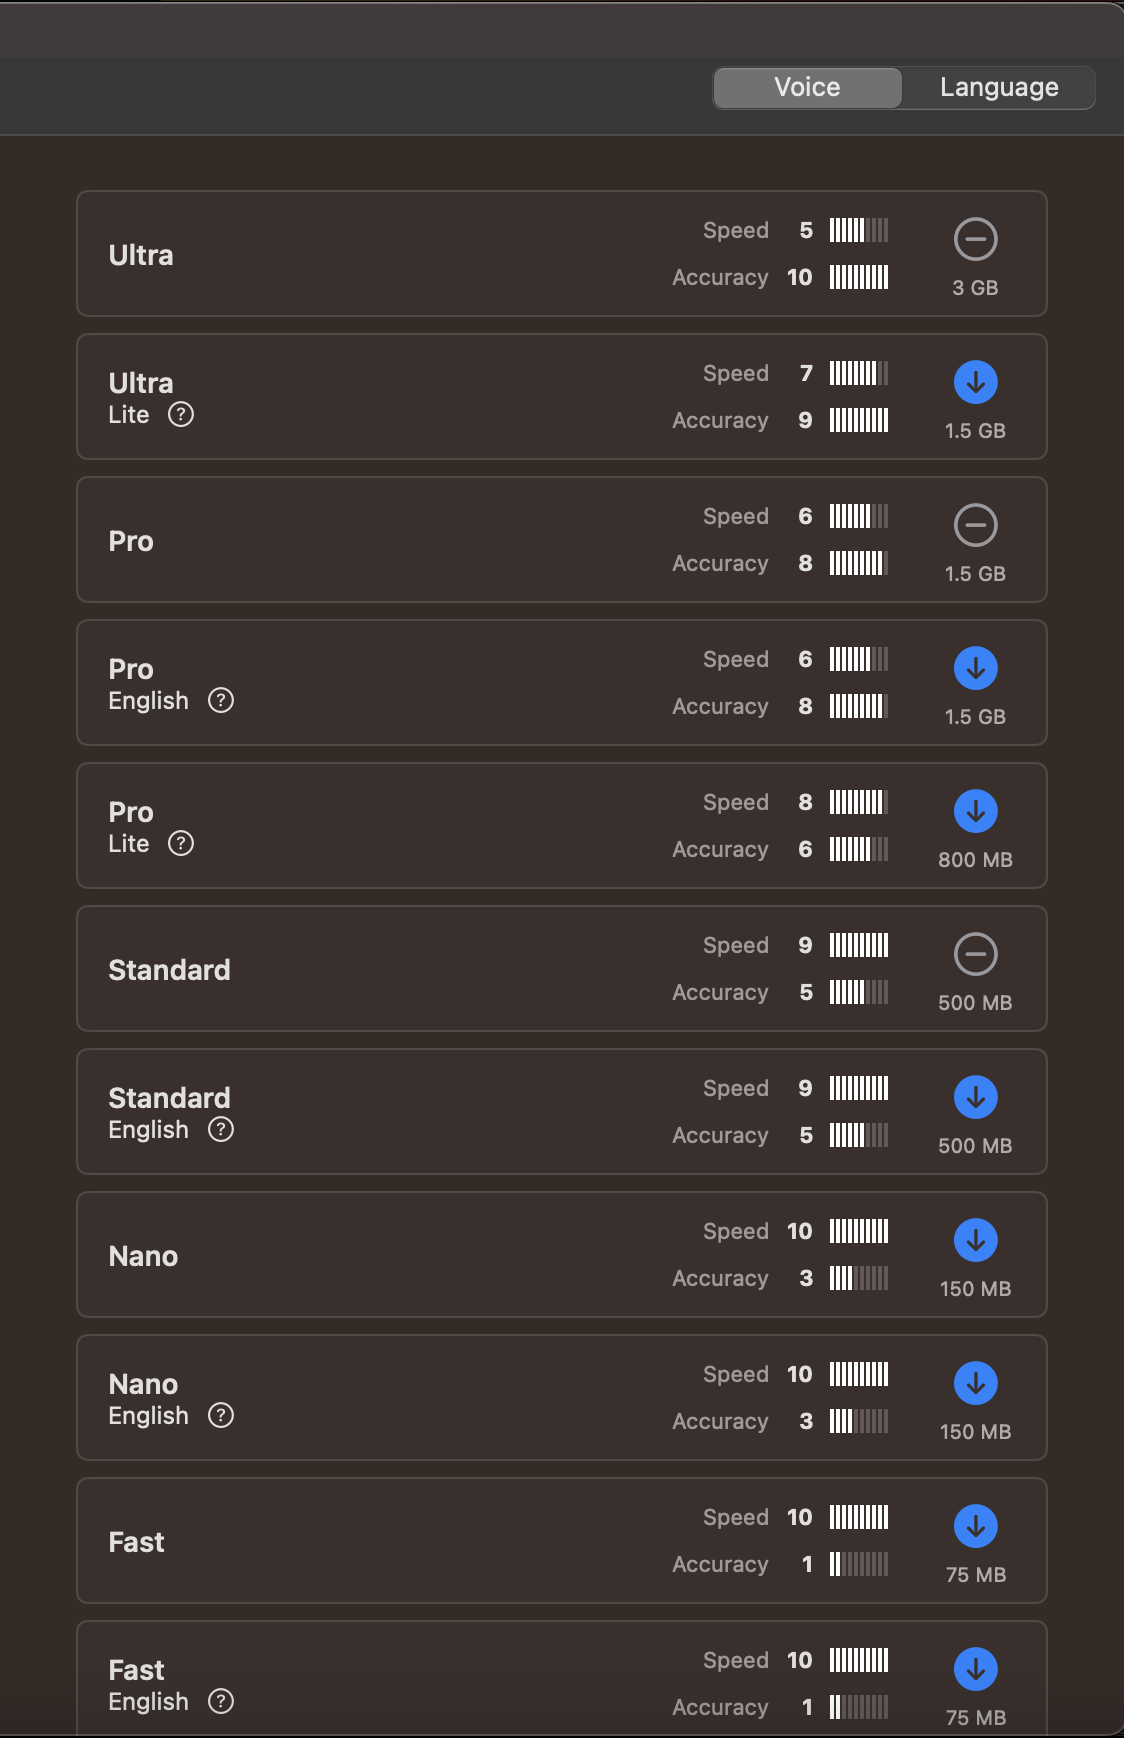 Voice
Language
Ultra
Speed 5
Accuracy 10
3 GB
Ultra
Lite ?
Speed 7
Accuracy 9
1.5 GB
Pro
Speed 6
Accuracy 8
1.5 GB
Pro
English ?
Speed 6
Accuracy 8
1.5 GB
Pro
Lite ?
Speed 8
Accuracy 6
800 MB
Standard
Speed 9
Accuracy 5
500 MB
Standard
English ?
Speed 9
Accuracy 5
500 MB
Nano
Speed 10
Accuracy 3
150 MB
Nano
English ?
Speed 10
Accuracy 3
150 MB
Fast
Speed 10
Accuracy 1
75 MB
Fast
English ?
Speed 10
Accuracy 1
75 MB